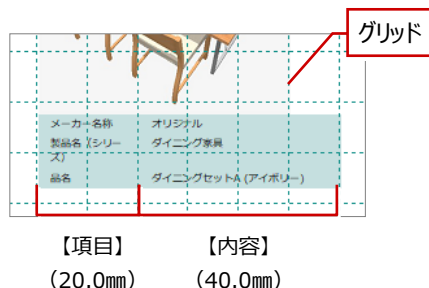 グリッド
メーカー名称 オリジナル
製品名（シリー ダイニング家具
ズ）
品名 ダイニングセットA (アイボリー)
【項目】 【内容】
（20.0㎜） （40.0㎜）